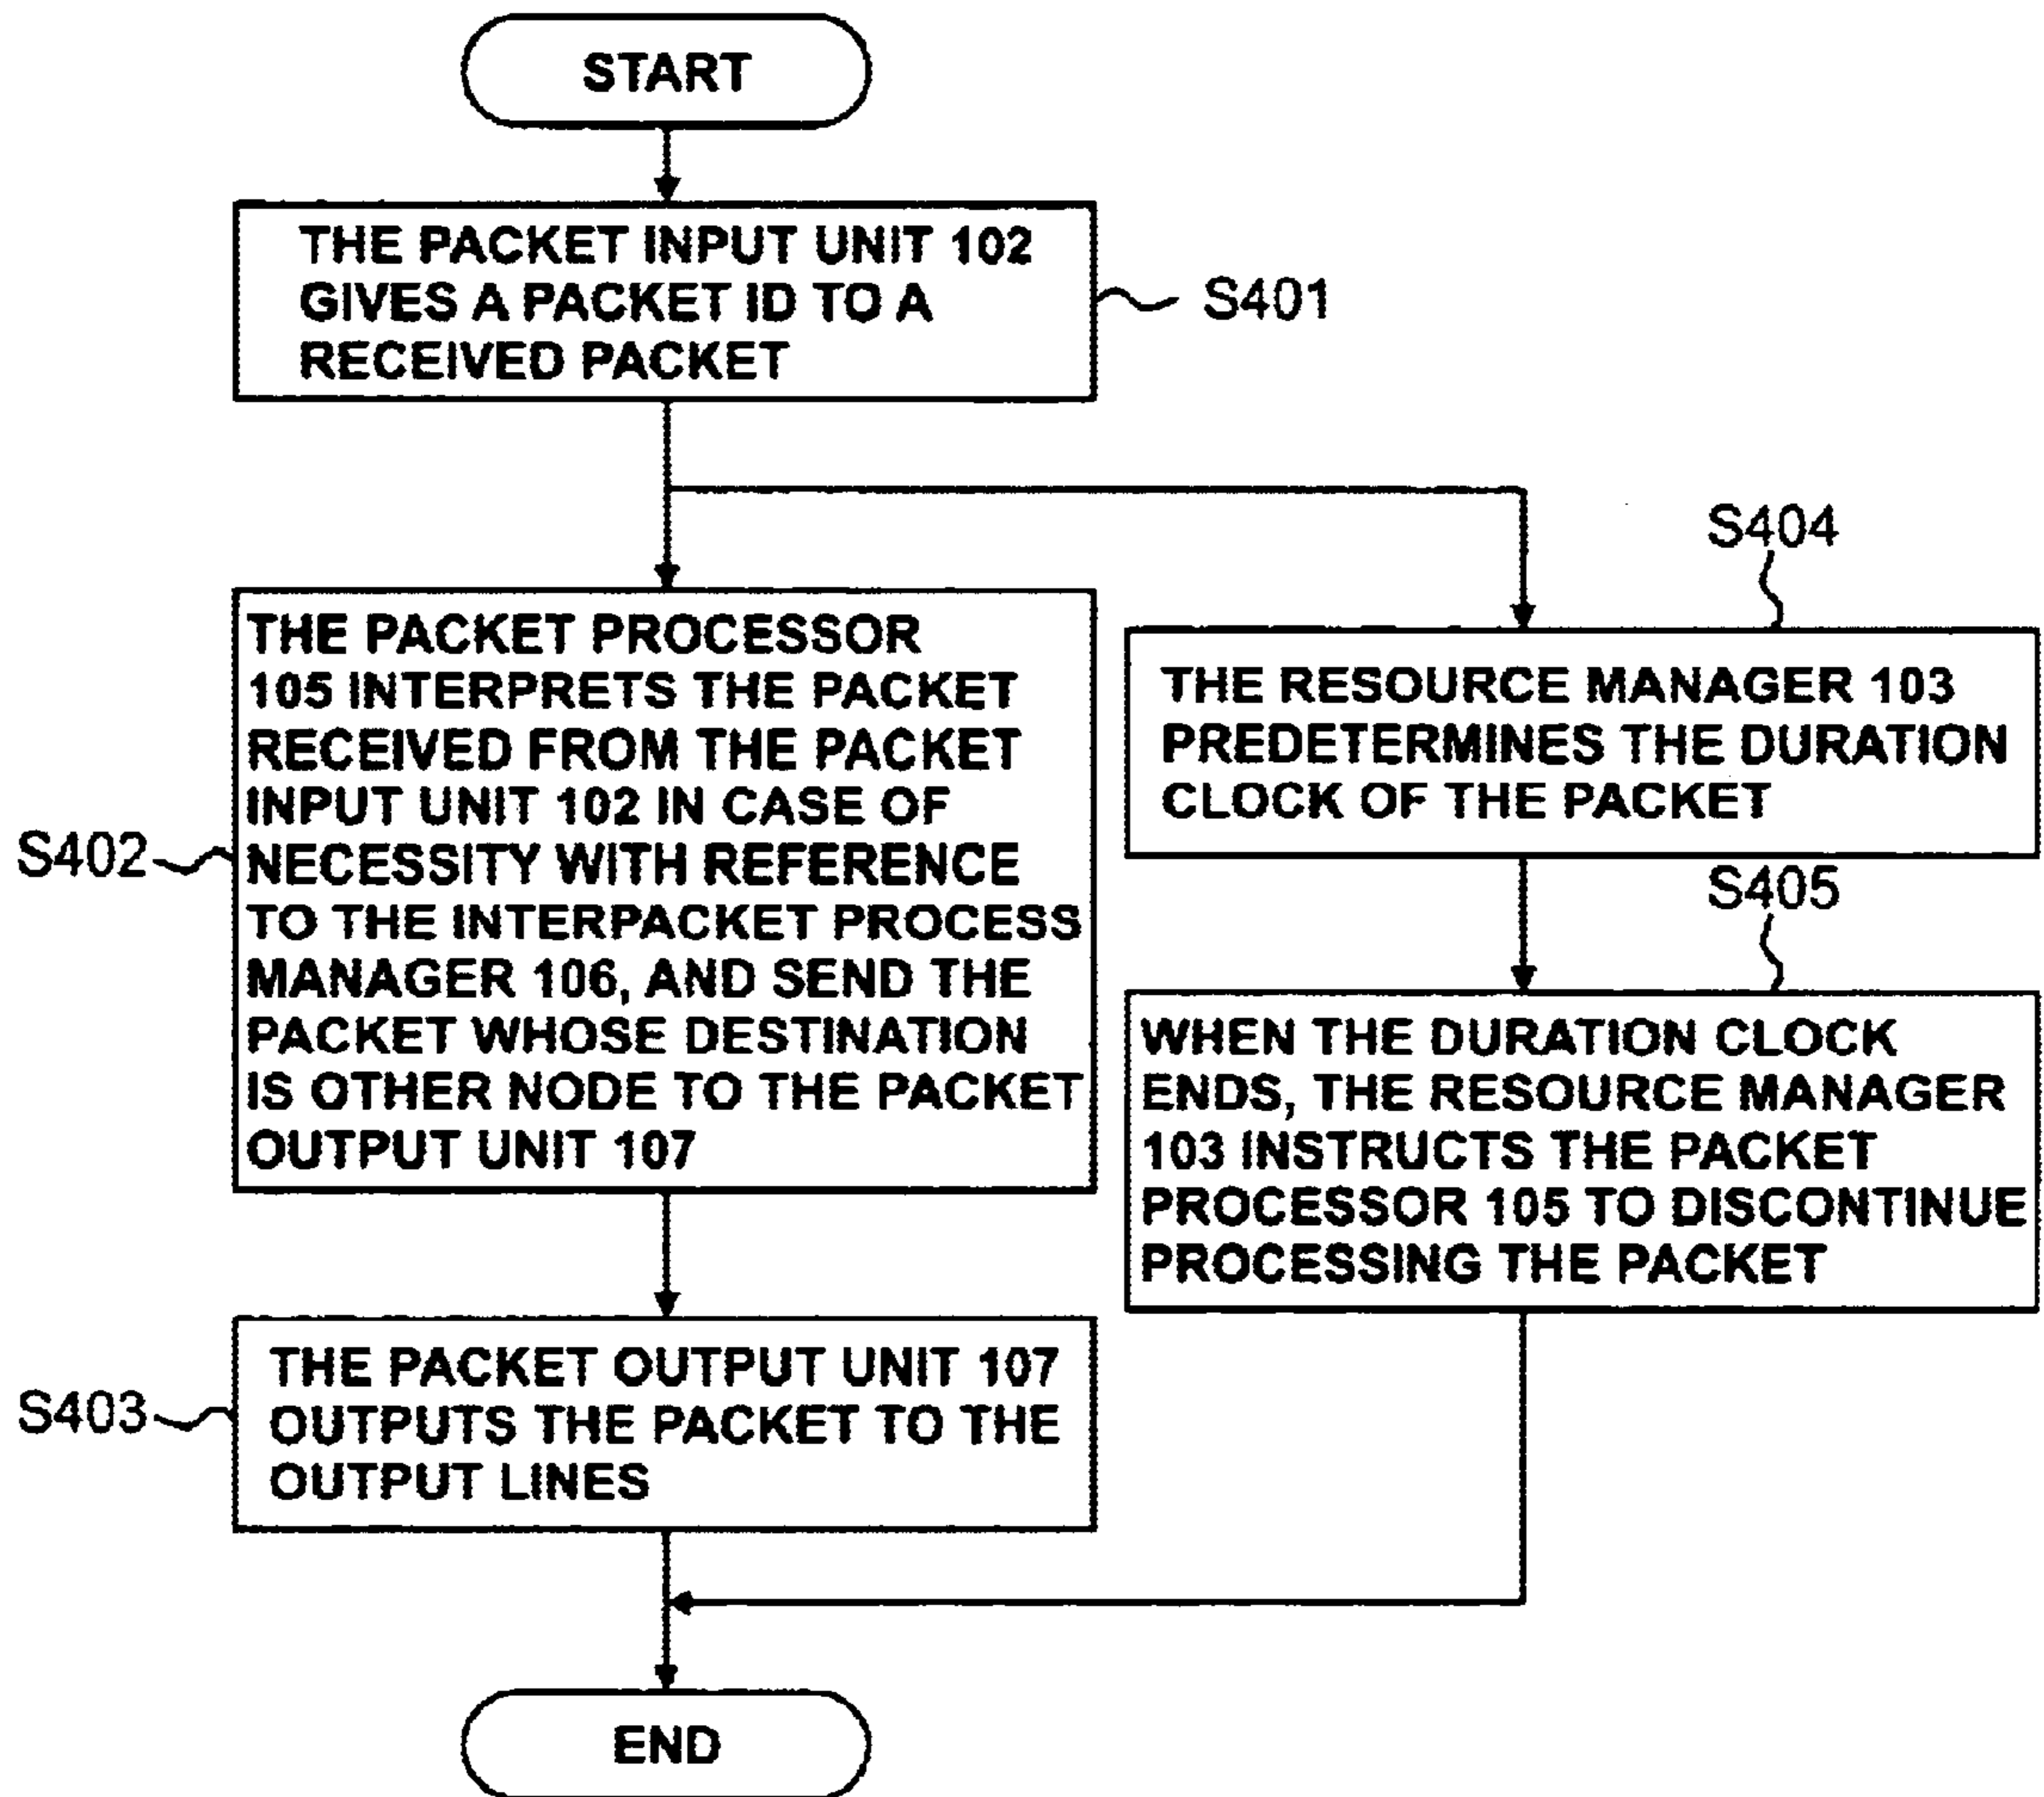 START
THE PACKET INPUT UNIT 102
GIVES A PACKET ID TO A
RECEIVED PACKET
S401
S404
THE PACKET PROCESSOR
105 INTERPRETS THE PACKET
RECEIVED FROM THE PACKET
INPUT UNIT 102 IN CASE OF
NECESSITY WITH REFERENCE
TO THE INTERPACKET PROCESS
MANAGER 106, AND SEND THE
PACKET WHOSE DESTINATION
IS OTHER NODE TO THE PACKET
OUTPUT UNIT 107
S402
THE RESOURCE MANAGER 103
PREDETERMINES THE DURATION
CLOCK OF THE PACKET
S405
WHEN THE DURATION CLOCK
ENDS, THE RESOURCE MANAGER
103 INSTRUCTS THE PACKET
PROCESSOR 105 TO DISCONTINUE
PROCESSING THE PACKET
S403
THE PACKET OUTPUT UNIT 107
OUTPUTS THE PACKET TO THE
OUTPUT LINES
END